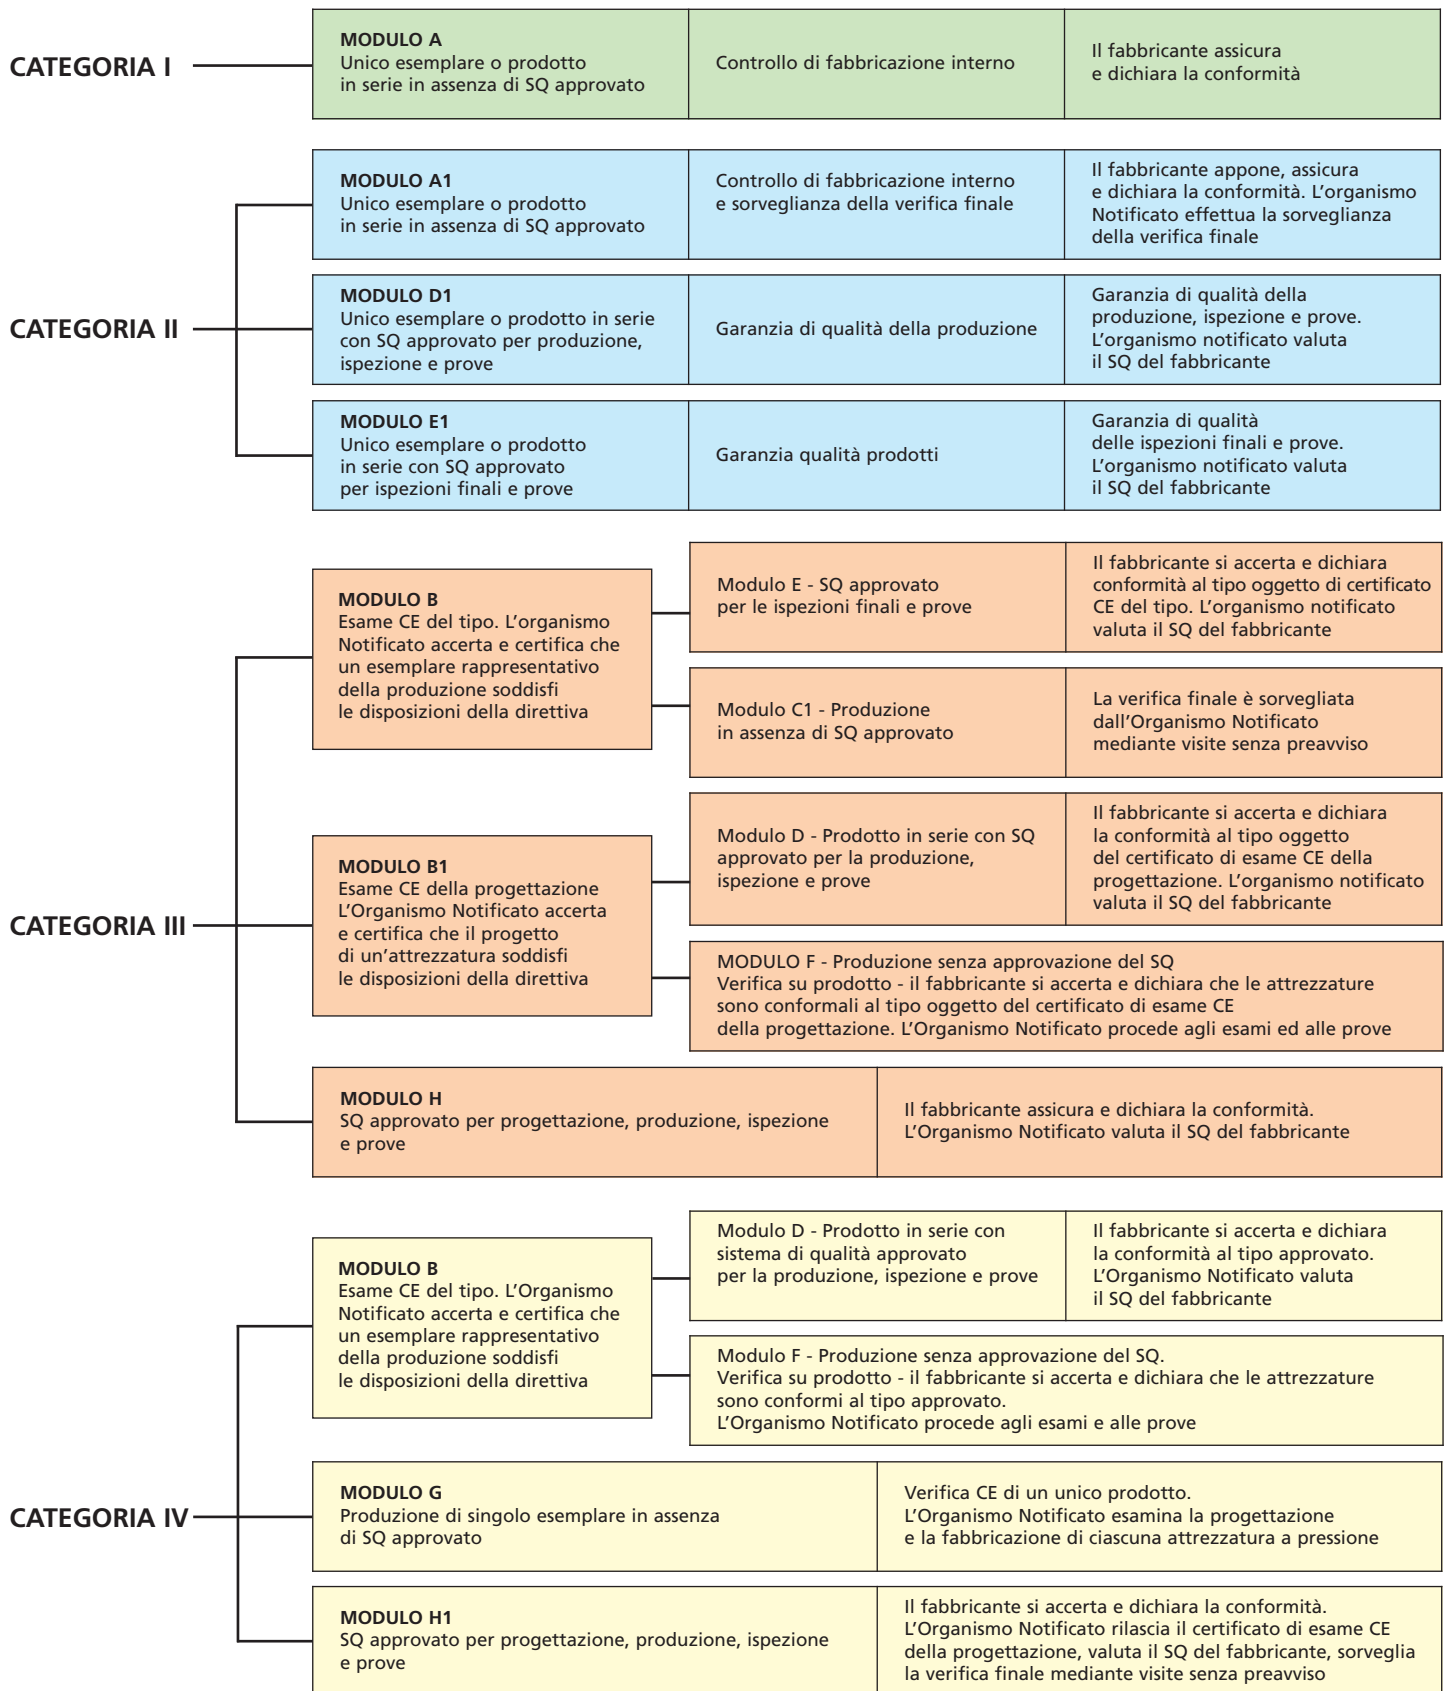 CATEGORIA I
MODULO A
Unico esemplare o prodotto
in serie in assenza di SQ approvato
Controllo di fabbricazione interno
Il fabbricante assicura
e dichiara la conformità
CATEGORIA II
MODULO A1
Unico esemplare o prodotto
in serie in assenza di SQ approvato
Controllo di fabbricazione interno
e sorveglianza della verifica finale
Il fabbricante appone, assicura
e dichiara la conformità. L'organismo
Notificato effettua la sorveglianza
della verifica finale
MODULO D1
Unico esemplare o prodotto in serie
con SQ approvato per produzione,
ispezione e prove
Garanzia di qualità della produzione
Garanzia di qualità della
produzione, ispezione e prove.
L'organismo notificato valuta
il SQ del fabbricante
MODULO E1
Unico esemplare o prodotto
in serie con SQ approvato
per ispezioni finali e prove
Garanzia qualità prodotti
Garanzia di qualità
delle ispezioni finali e prove.
L'organismo notificato valuta
il SQ del fabbricante
CATEGORIA III
MODULO B
Esame CE del tipo. L'organismo
Notificato accerta e certifica che
un esemplare rappresentativo
della produzione soddisfi
le disposizioni della direttiva
Modulo E - SQ approvato
per le ispezioni finali e prove
Il fabbricante si accerta e dichiara
conformità al tipo oggetto di certificato
CE del tipo. L'organismo notificato
valuta il SQ del fabbricante
Modulo C1 - Produzione
in assenza di SQ approvato
La verifica finale è sorvegliata
dall'Organismo Notificato
mediante visite senza preavviso
MODULO B1
Esame CE della progettazione
L'Organismo Notificato accerta
e certifica che il progetto
di un'attrezzatura soddisfi
le disposizioni della direttiva
Modulo D - Prodotto in serie con SQ
approvato per la produzione,
ispezione e prove
Il fabbricante si accerta e dichiara
la conformità al tipo oggetto
del certificato di esame CE della
progettazione. L'organismo notificato
valuta il SQ del fabbricante
MODULO F - Produzione senza approvazione del SQ
Verifica su prodotto - il fabbricante si accerta e dichiara che le attrezzature
sono conformali al tipo oggetto del certificato di esame CE
della progettazione. L'Organismo Notificato procede agli esami ed alle prove
MODULO H
SQ approvato per progettazione, produzione, ispezione
e prove
Il fabbricante assicura e dichiara la conformità.
L'Organismo Notificato valuta il SQ del fabbricante
CATEGORIA IV
MODULO B
Esame CE del tipo. L'Organismo
Notificato accerta e certifica che
un esemplare rappresentativo
della produzione soddisfi
le disposizioni della direttiva
Modulo D - Prodotto in serie con
sistema di qualità approvato
per la produzione, ispezione e prove
Il fabbricante si accerta e dichiara
la conformità al tipo approvato.
L'Organismo Notificato valuta
il SQ del fabbricante
Modulo F - Produzione senza approvazione del SQ.
Verifica su prodotto - il fabbricante si accerta e dichiara che le attrezzature
sono conformi al tipo approvato.
L'Organismo Notificato procede agli esami e alle prove
MODULO G
Produzione di singolo esemplare in assenza
di SQ approvato
Verifica CE di un unico prodotto.
L'Organismo Notificato esamina la progettazione
e la fabbricazione di ciascuna attrezzatura a pressione
MODULO H1
SQ approvato per progettazione, produzione, ispezione
e prove
Il fabbricante si accerta e dichiara la conformità.
L'Organismo Notificato rilascia il certificato di esame CE
della progettazione, valuta il SQ del fabbricante, sorveglia
la verifica finale mediante visite senza preavviso